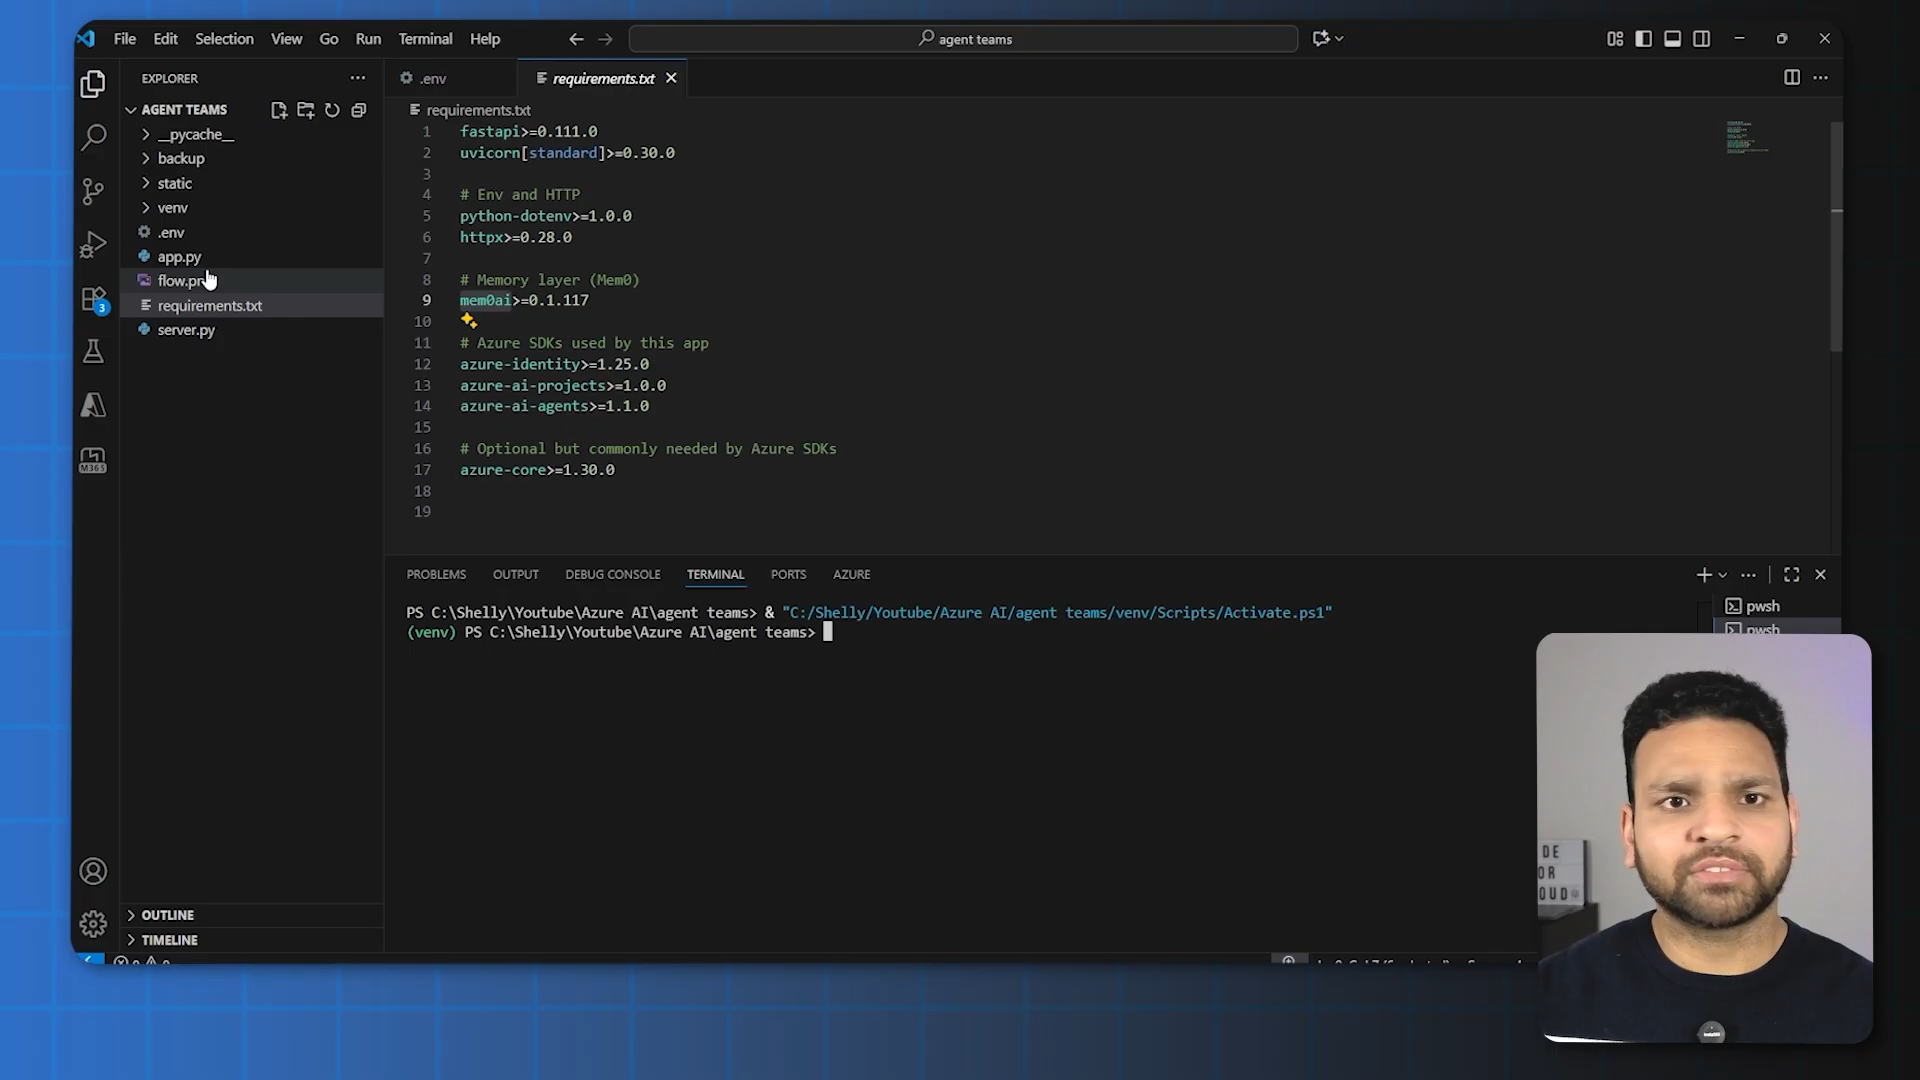 File Edit Selection View Go Run Terminal Help
agent teams
EXPLORER
AGENT TEAMS
__pycache__
backup
static
venv
.env
app.py
requirements.txt
server.py
OUTLINE
TIMELINE
3
M365
.env
requirements.txt
requirements.txt
1 fastapi>=0.111.0
2 uvicorn[standard]>=0.30.0
3
4 # Env and HTTP
5 python-dotenv>=1.0.0
6 httpx>=0.28.0
7
8 # Memory layer (Mem0)
9 mem0ai>=0.1.117
10
11 # Azure SDKs used by this app
12 azure-identity>=1.25.0
13 azure-ai-projects>=1.0.0
14 azure-ai-agents>=1.1.0
15
16 # Optional but commonly needed by Azure SDKs
17 azure-core>=1.30.0
18
19
PROBLEMS OUTPUT DEBUG CONSOLE TERMINAL PORTS AZURE
PS C:\Shelly\Youtube\Azure AI\agent teams> & "C:/Shelly/Youtube/Azure AI/agent teams/venv/Scripts/Activate.ps1"
(venv) PS C:\Shelly\Youtube\Azure AI\agent teams>
pwsh
pwsh
DE
OR
OUD